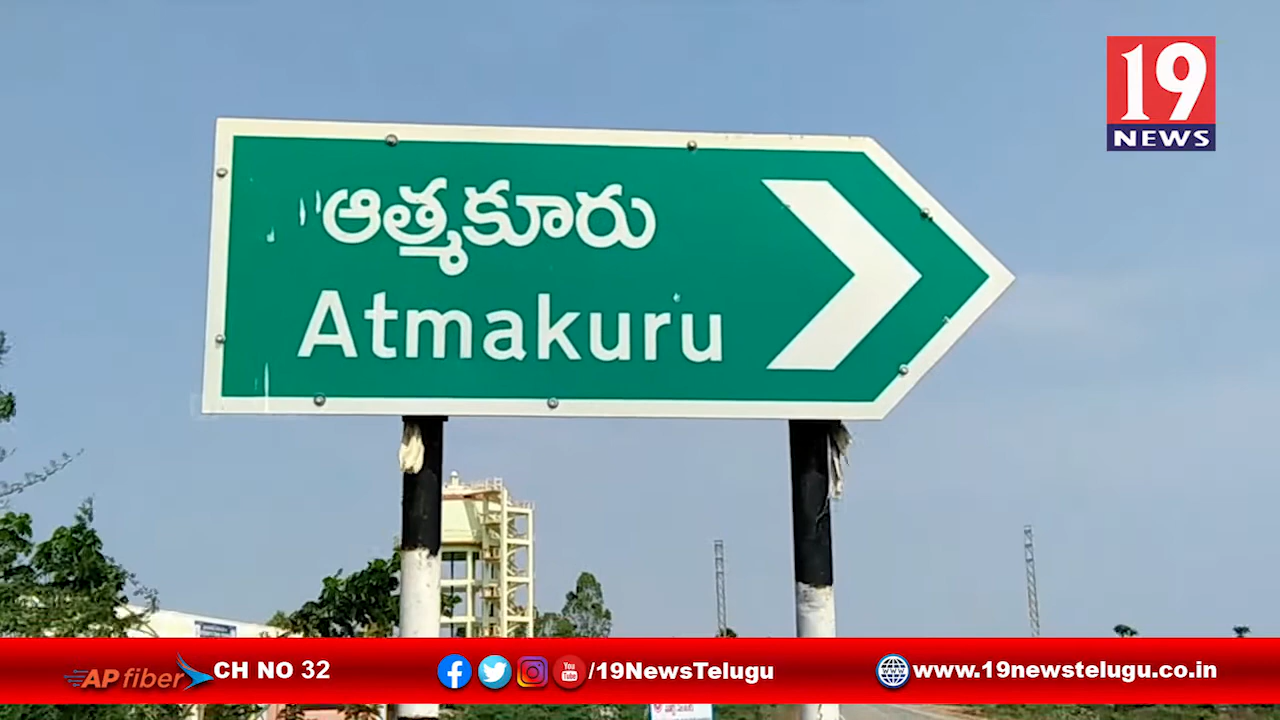 19
NEWS
ఆత్మకూరు
Atmakuru
AP fiber CH NO 32
/19NewsTelugu
www.19newstelugu.co.in